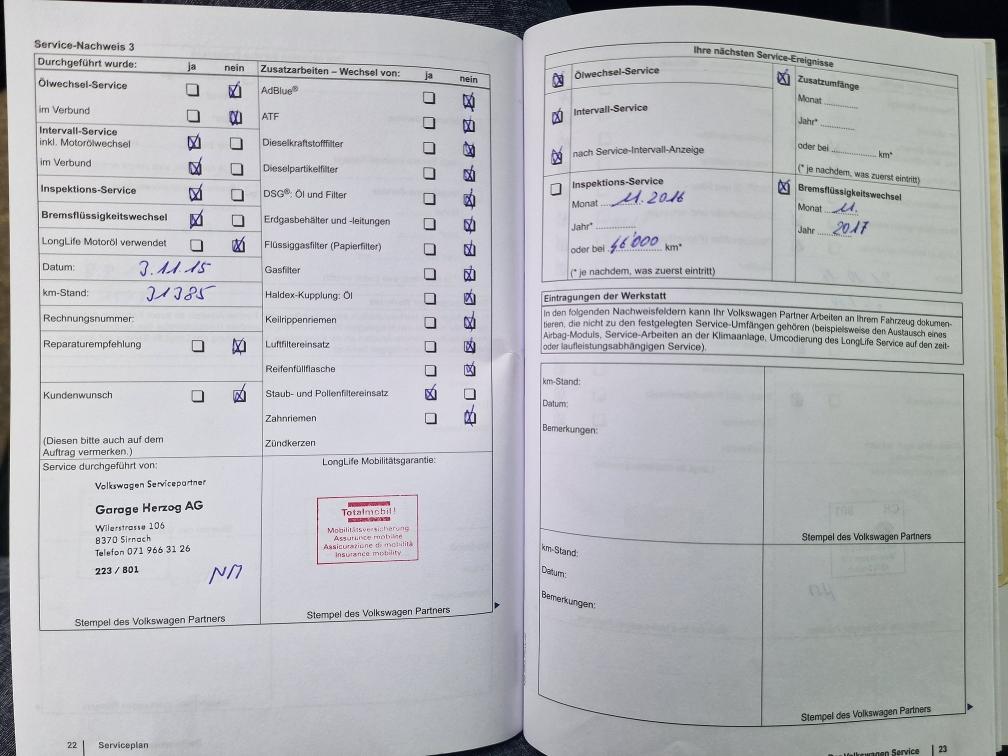 Service-Nachweis 3
Durchgeführt wurde: ja nein
Ölwechsel-Service
im Verbund
Intervall-Service
inkl. Motorölwechsel
im Verbund
Inspektions-Service
Bremsflüssigkeitswechsel
LongLife Motoröl verwendet
Datum: 3.11.15
km-Stand: 31385
Rechnungsnummer:
Reparaturempfehlung
Kundenwunsch
(Diesen bitte auch auf dem
Auftrag vermerken.)
Zusatzarbeiten – Wechsel von: ja nein
AdBlue®
ATF
Dieselkraftstofffilter
Dieselpartikelfilter
DSG®: Öl und Filter
Erdgasbehälter und -leitungen
Flüssiggasfilter (Papierfilter)
Gasfilter
Haldex-Kupplung: Öl
Keilrippenriemen
Luftfiltereinsatz
Reifenfüllflasche
Staub- und Pollenfiltereinsatz
Zahnriemen
Zündkerzen
Service durchgeführt von:
Volkswagen Servicepartner
Garage Herzog AG
Wilerstrasse 106
8370 Sirnach
Telefon 071 966 31 26
223 / 801
Stempel des Volkswagen Partners
LongLife Mobilitätsgarantie:
Totalmobil!
Mobilitätsversicherung
Assurance mobilité
Assicurazione di mobilità
Insurance mobility
Stempel des Volkswagen Partners
22 Serviceplan
Ihre nächsten Service-Ereignisse
Ölwechsel-Service
Intervall-Service
nach Service-Intervall-Anzeige
Inspektions-Service
Monat 11.2016
Jahr*
oder bei 46'000 km*
(* je nachdem, was zuerst eintritt)
Zusatzumfänge
Monat
Jahr*
oder bei km*
(* je nachdem, was zuerst eintritt)
Bremsflüssigkeitswechsel
Monat 11.
Jahr 2017
Eintragungen der Werkstatt
In den folgenden Nachweisfeldern kann Ihr Volkswagen Partner Arbeiten an Ihrem Fahrzeug dokumen-
tieren, die nicht zu den festgelegten Service-Umfängen gehören (beispielsweise den Austausch eines
Airbag-Moduls, Service-Arbeiten an der Klimaanlage, Umcodierung des LongLife Service auf den zeit-
oder laufleistungsabhängigen Service).
km-Stand:
Datum:
Bemerkungen:
Stempel des Volkswagen Partners
km-Stand:
Datum:
Bemerkungen:
Stempel des Volkswagen Partners
Volkswagen Service 23